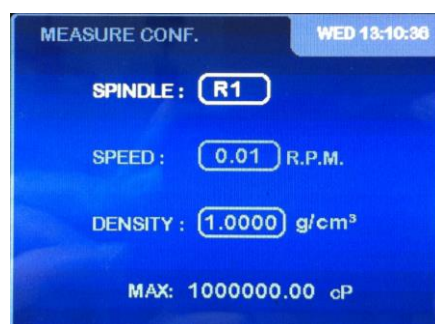 MEASURE CONF. WED 13:10:36
SPINDLE: R1
SPEED: 0.01 R.P.M.
DENSITY: 1.0000 g/cm³
MAX: 1000000.00 cP